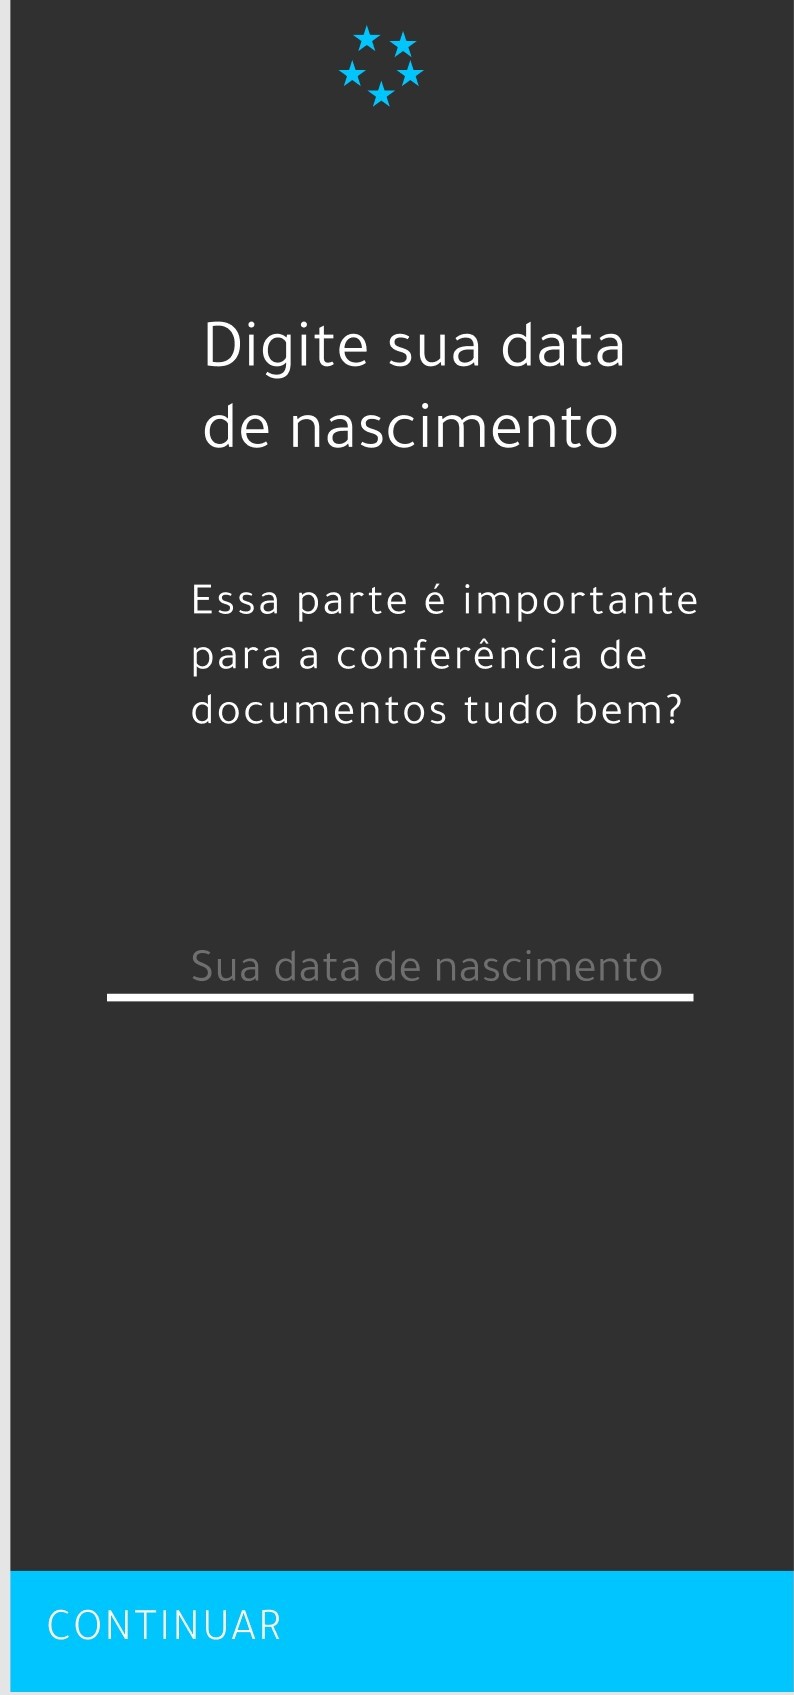 Digite sua data
de nascimento
Essa parte é importante
para a conferência de
documentos tudo bem?
Sua data de nascimento
CONTINUAR